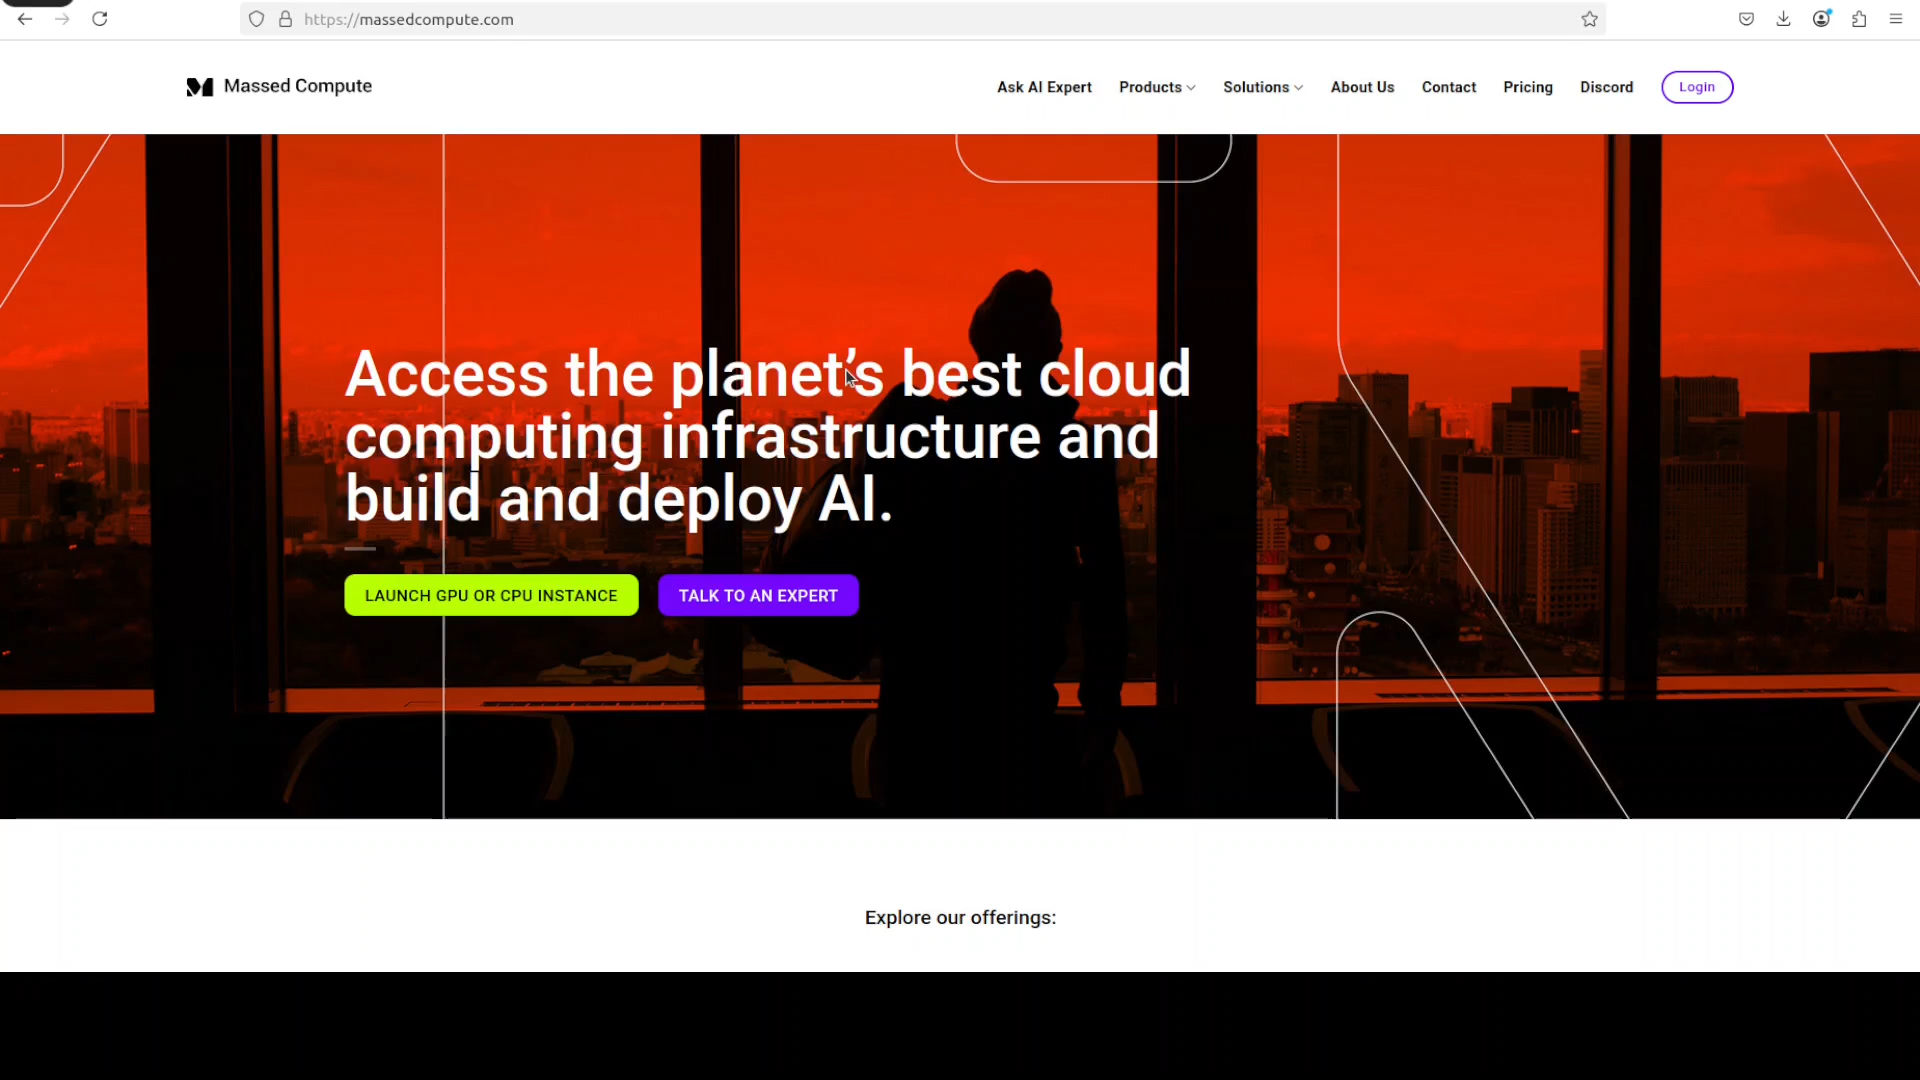 https://massedcompute.com
Massed Compute
Ask AI Expert
Products
Solutions
About Us
Contact
Pricing
Discord
Login
Access the planet’s best cloud
computing infrastructure and
build and deploy AI.
LAUNCH GPU OR CPU INSTANCE
TALK TO AN EXPERT
Explore our offerings: